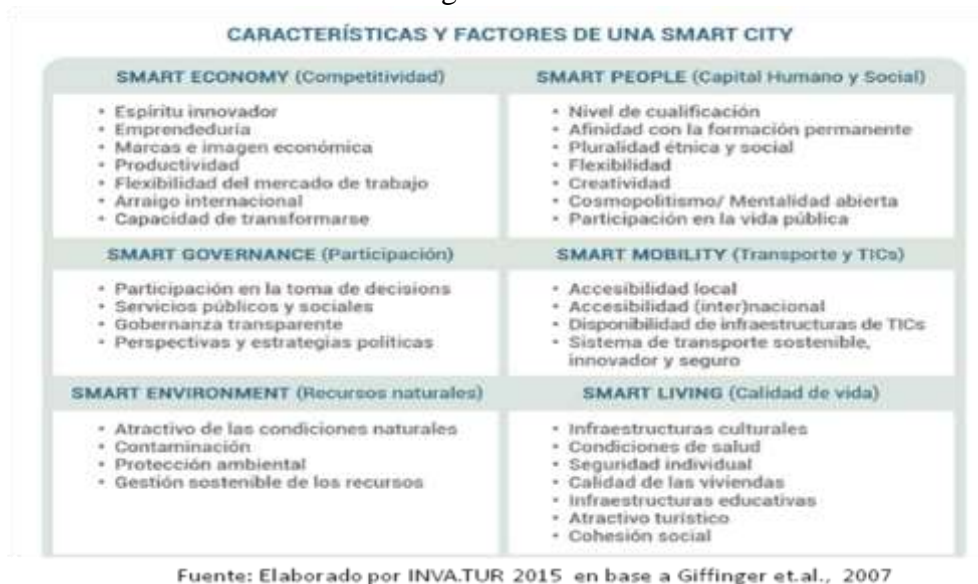 CARACTERÍSTICAS Y FACTORES DE UNA SMART CITY
SMART ECONOMY (Competitividad)
• Espíritu innovador
• Emprendeduría
• Marcas e imagen económica
• Productividad
• Flexibilidad del mercado de trabajo
• Arraigo internacional
• Capacidad de transformarse
SMART PEOPLE (Capital Humano y Social)
• Nivel de cualificación
• Afinidad con la formación permanente
• Pluralidad étnica y social
• Flexibilidad
• Creatividad
• Cosmopolitismo/ Mentalidad abierta
• Participación en la vida pública
SMART GOVERNANCE (Participación)
• Participación en la toma de decisions
• Servicios públicos y sociales
• Gobernanza transparente
• Perspectivas y estrategias políticas
SMART MOBILITY (Transporte y TICs)
• Accesibilidad local
• Accesibilidad (inter)nacional
• Disponibilidad de infraestructuras de TICs
• Sistema de transporte sostenible,
innovador y seguro
SMART ENVIRONMENT (Recursos naturales)
• Atractivo de las condiciones naturales
• Contaminación
• Protección ambiental
• Gestión sostenible de los recursos
SMART LIVING (Calidad de vida)
• Infraestructuras culturales
• Condiciones de salud
• Seguridad individual
• Calidad de las viviendas
• Infraestructuras educativas
• Atractivo turístico
• Cohesión social
Fuente: Elaborado por INVA.TUR 2015 en base a Giffinger et.al., 2007